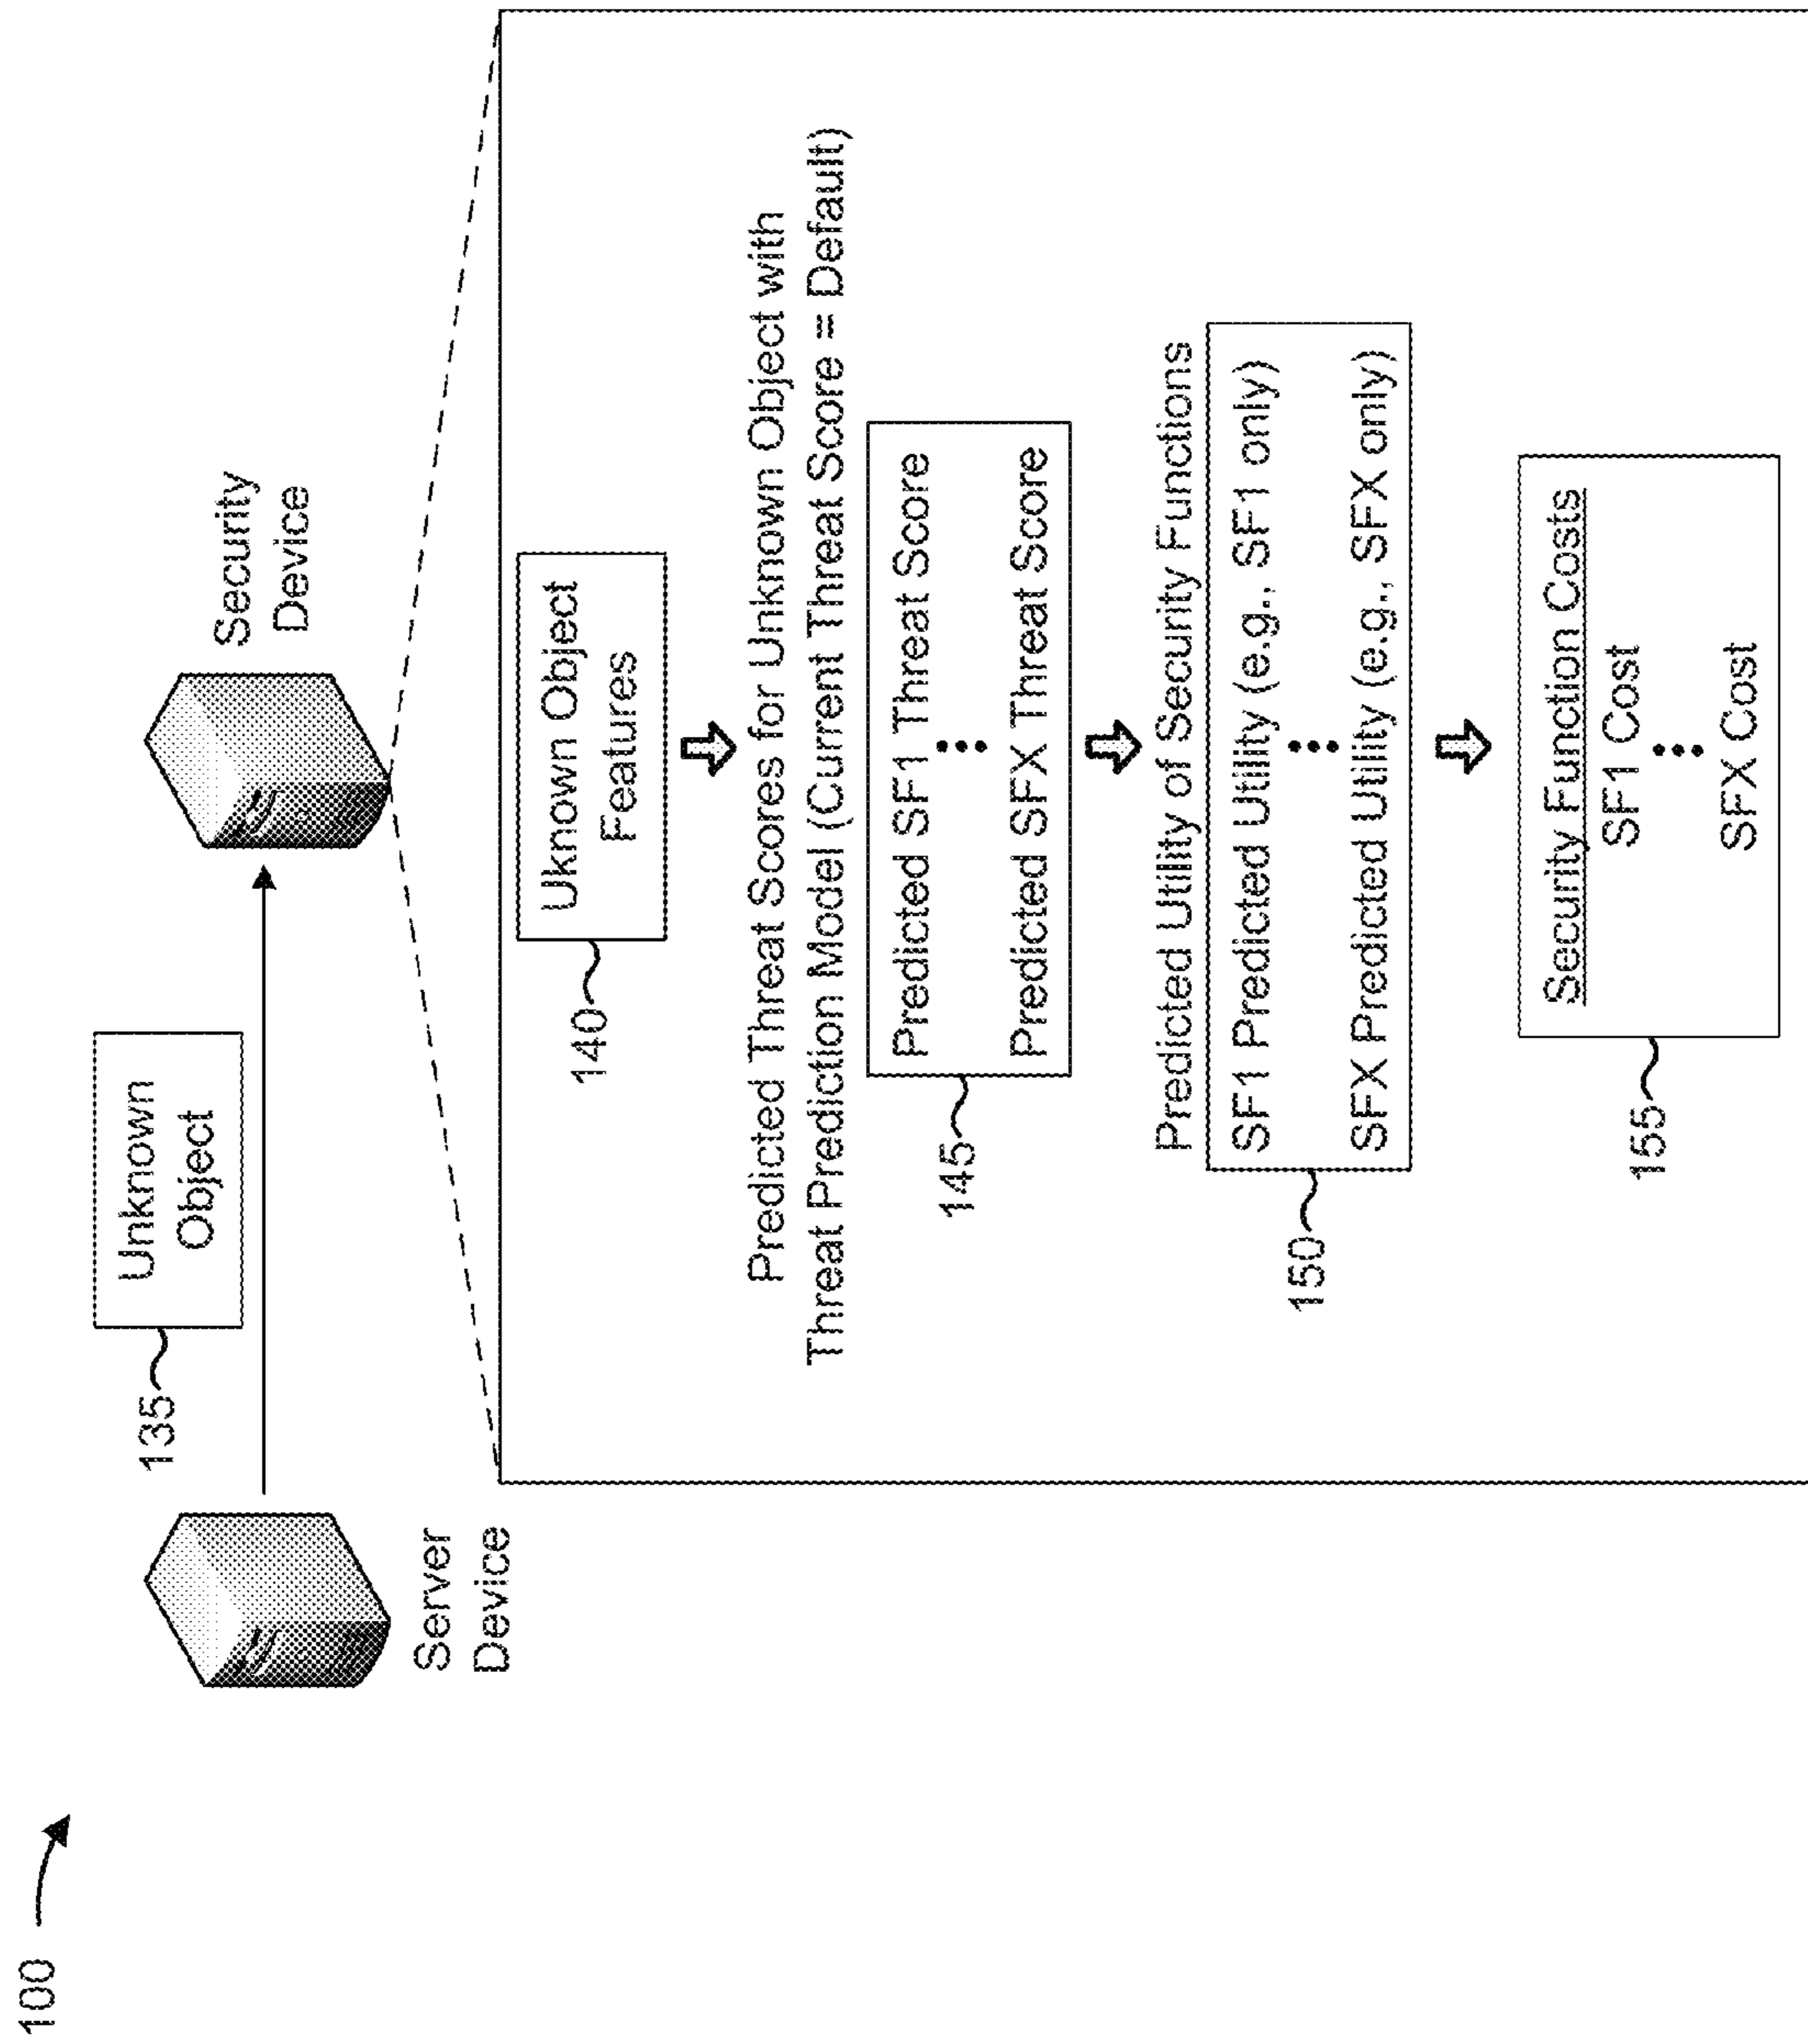 100
135
Unknown
Object
Server
Device
Security
Device
140
Uknown Object
Features
Predicted Threat Scores for Unknown Object with
Threat Prediction Model (Current Threat Score = Default)
145
Predicted SF1 Threat Score
Predicted SFX Threat Score
Predicted Utility of Security Functions
150
SF1 Predicted Utility (e.g., SF1 only)
SFX Predicted Utility (e.g., SFX only)
155
Security Function Costs
SF1 Cost
SFX Cost